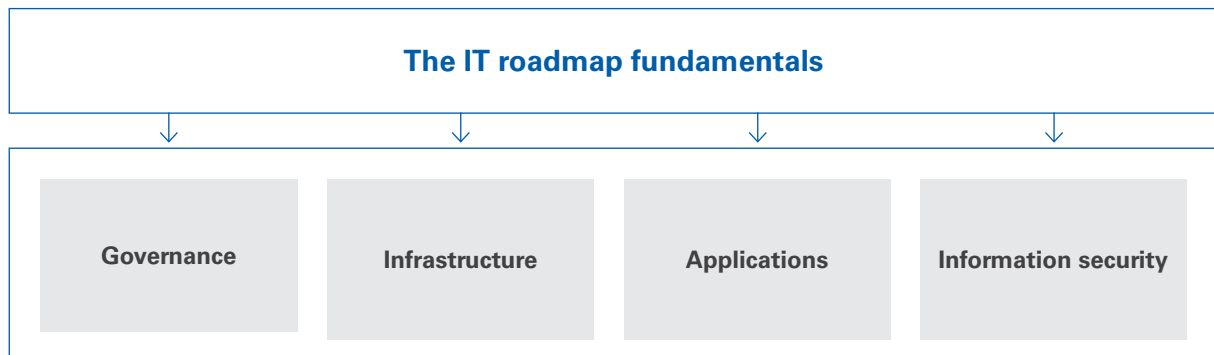 The IT roadmap fundamentals
Governance
Infrastructure
Applications
Information security